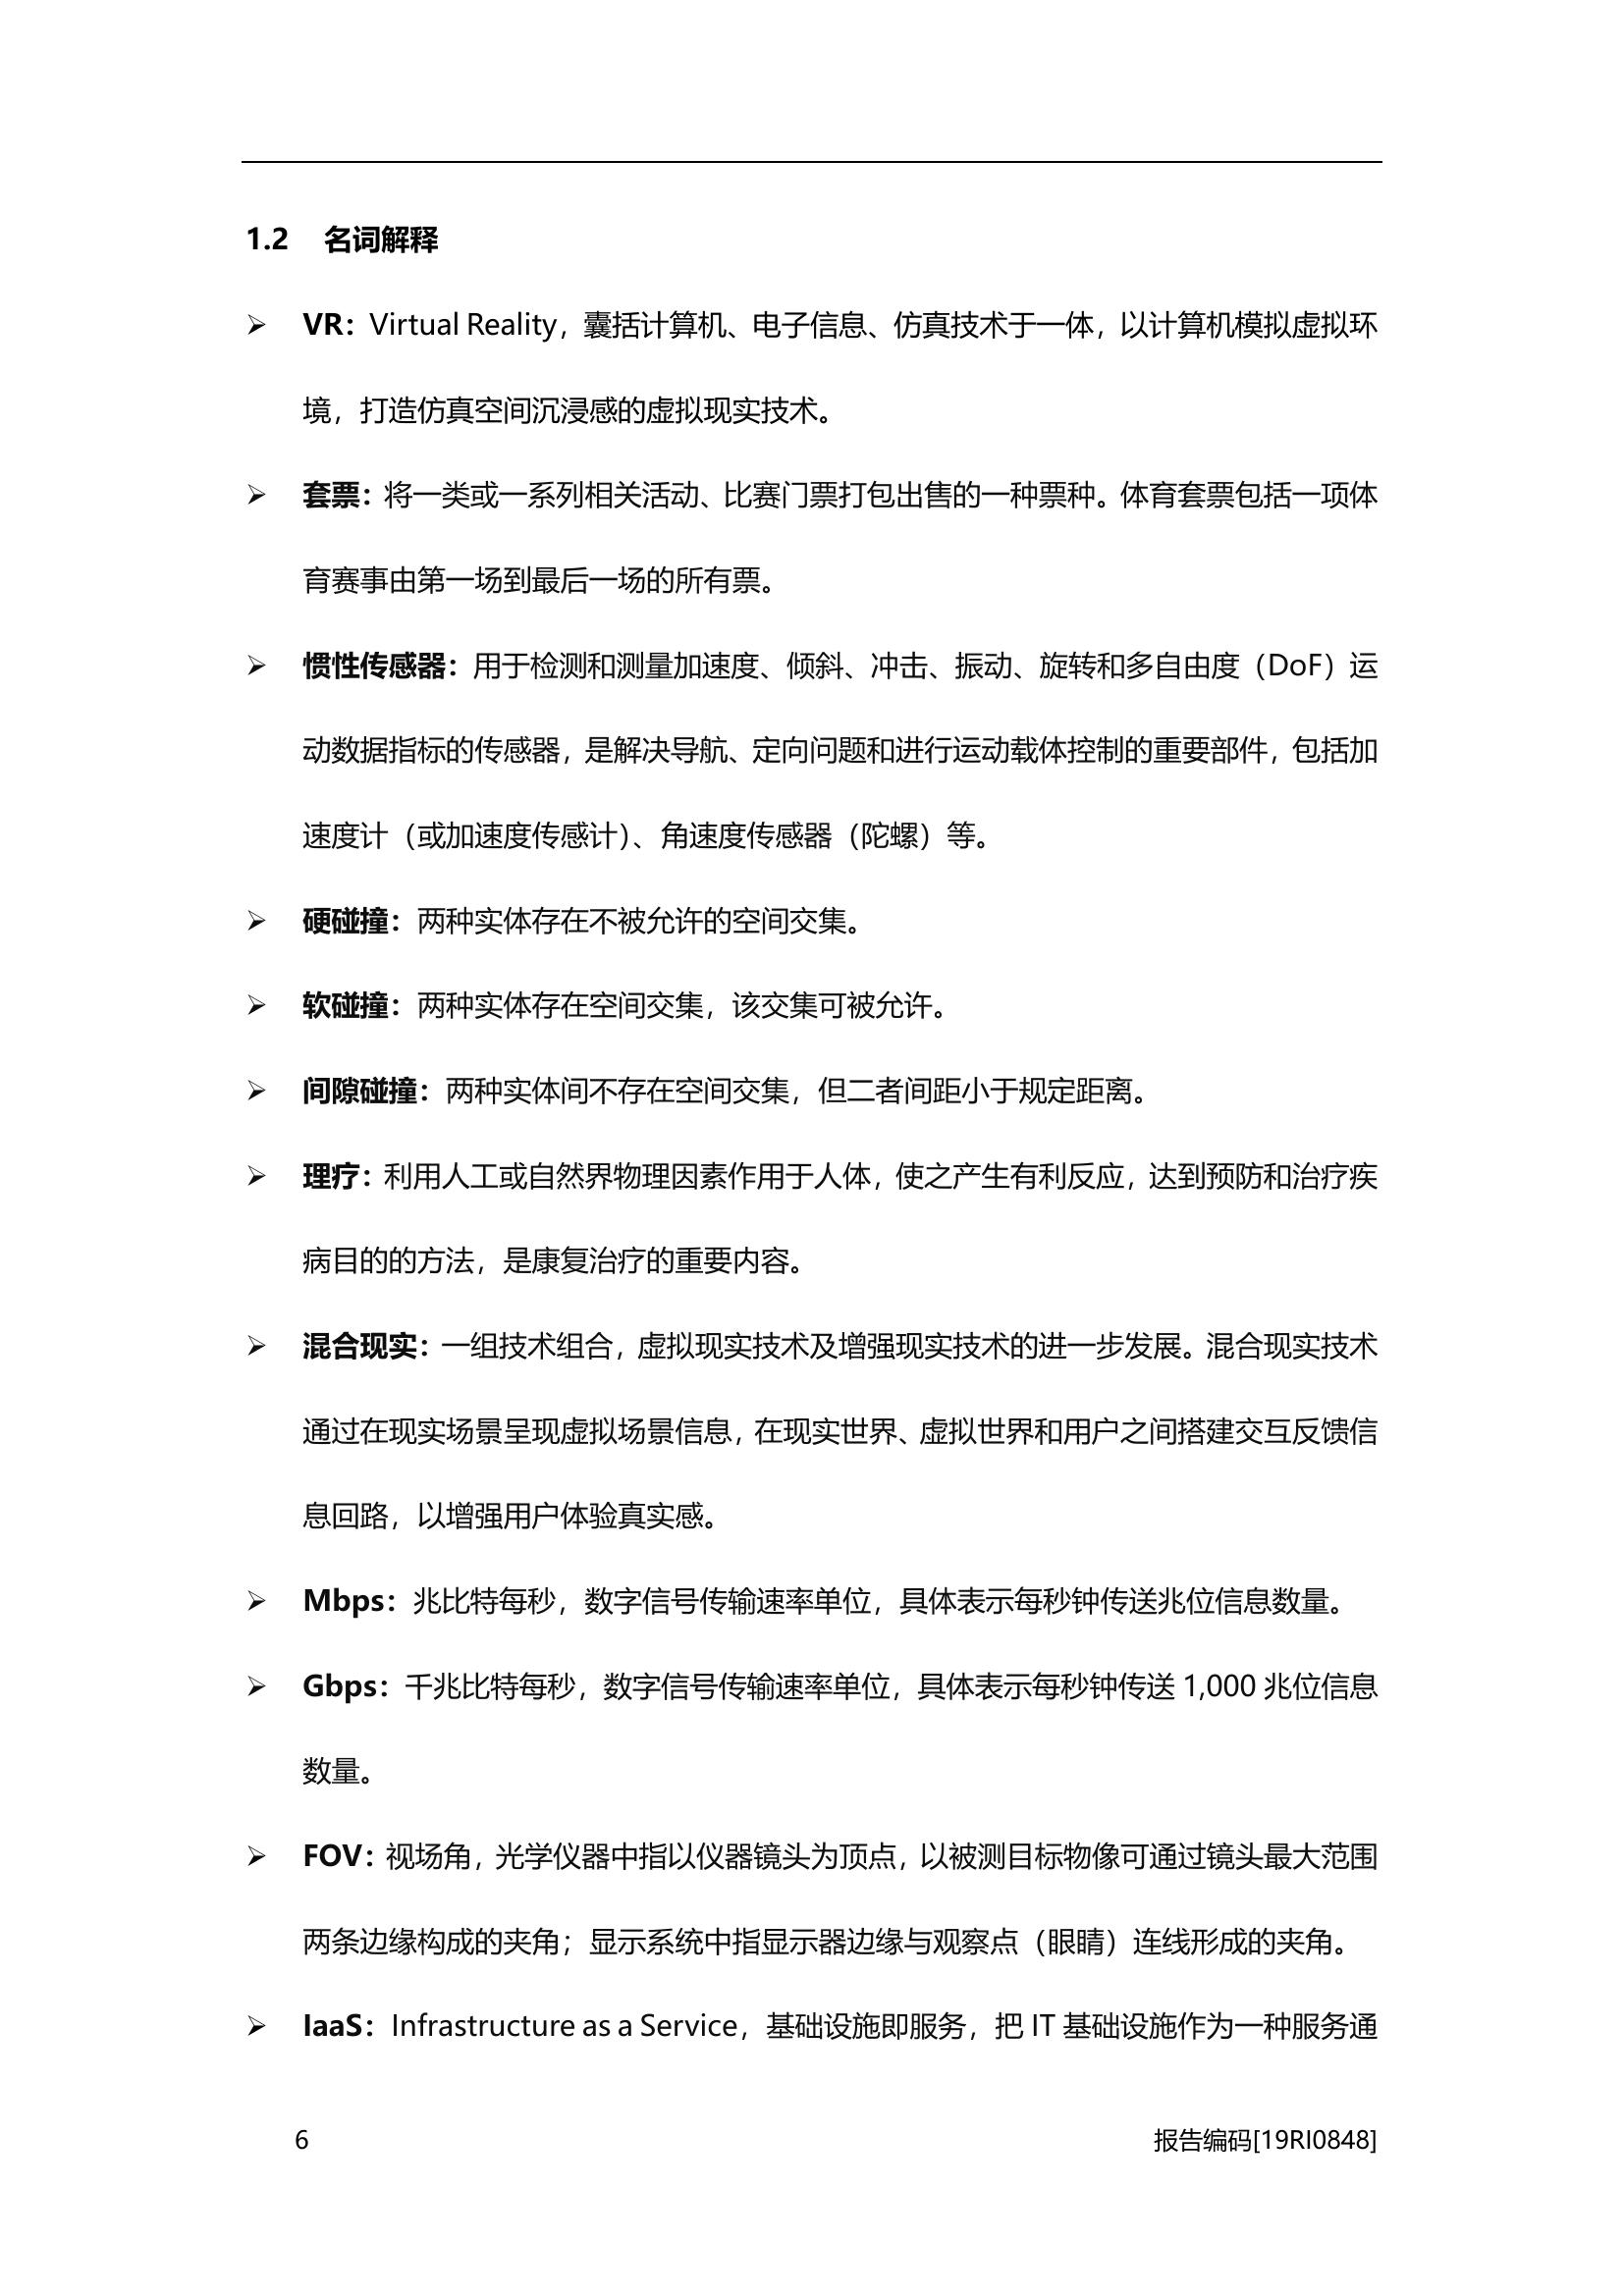 1.2 名词解释
➢ VR：Virtual Reality，囊括计算机、电子信息、仿真技术于一体，以计算机模拟虚拟环
境，打造仿真空间沉浸感的虚拟现实技术。
➢ 套票：将一类或一系列相关活动、比赛门票打包出售的一种票种。体育套票包括一项体
育赛事由第一场到最后一场的所有票。
➢ 惯性传感器：用于检测和测量加速度、倾斜、冲击、振动、旋转和多自由度（DoF）运
动数据指标的传感器，是解决导航、定向问题和进行运动载体控制的重要部件，包括加
速度计（或加速度传感计）、角速度传感器（陀螺）等。
➢ 硬碰撞：两种实体存在不被允许的空间交集。
➢ 软碰撞：两种实体存在空间交集，该交集可被允许。
➢ 间隙碰撞：两种实体间不存在空间交集，但二者间距小于规定距离。
➢ 理疗：利用人工或自然界物理因素作用于人体，使之产生有利反应，达到预防和治疗疾
病目的的方法，是康复治疗的重要内容。
➢ 混合现实：一组技术组合，虚拟现实技术及增强现实技术的进一步发展。混合现实技术
通过在现实场景呈现虚拟场景信息，在现实世界、虚拟世界和用户之间搭建交互反馈信
息回路，以增强用户体验真实感。
➢ Mbps：兆比特每秒，数字信号传输速率单位，具体表示每秒钟传送兆位信息数量。
➢ Gbps：千兆比特每秒，数字信号传输速率单位，具体表示每秒钟传送 1,000 兆位信息
数量。
➢ FOV：视场角，光学仪器中指以仪器镜头为顶点，以被测目标物像可通过镜头最大范围
两条边缘构成的夹角；显示系统中指显示器边缘与观察点（眼睛）连线形成的夹角。
➢ IaaS：Infrastructure as a Service，基础设施即服务，把 IT 基础设施作为一种服务通
6 报告编码[19RI0848]